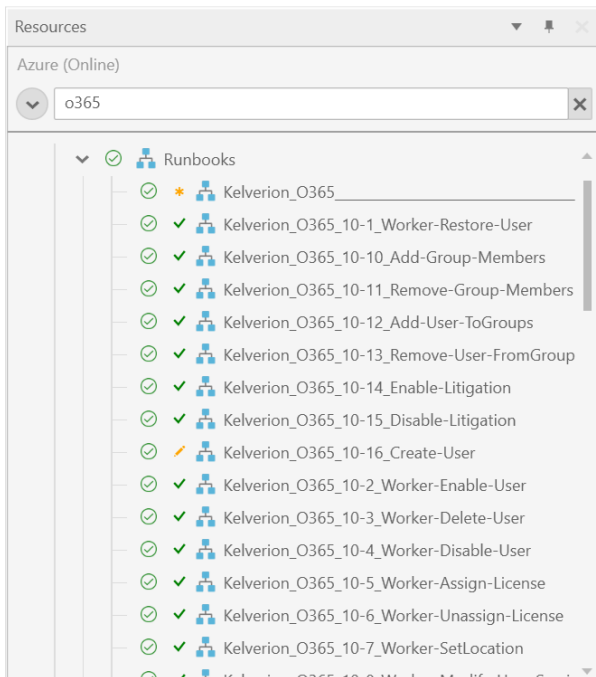 Resources
Azure (Online)
o365
Runbooks
Kelverion_O365______________________________
Kelverion_O365_10-1_Worker-Restore-User
Kelverion_O365_10-10_Add-Group-Members
Kelverion_O365_10-11_Remove-Group-Members
Kelverion_O365_10-12_Add-User-ToGroups
Kelverion_O365_10-13_Remove-User-FromGroup
Kelverion_O365_10-14_Enable-Litigation
Kelverion_O365_10-15_Disable-Litigation
Kelverion_O365_10-16_Create-User
Kelverion_O365_10-2_Worker-Enable-User
Kelverion_O365_10-3_Worker-Delete-User
Kelverion_O365_10-4_Worker-Disable-User
Kelverion_O365_10-5_Worker-Assign-License
Kelverion_O365_10-6_Worker-Unassign-License
Kelverion_O365_10-7_Worker-SetLocation